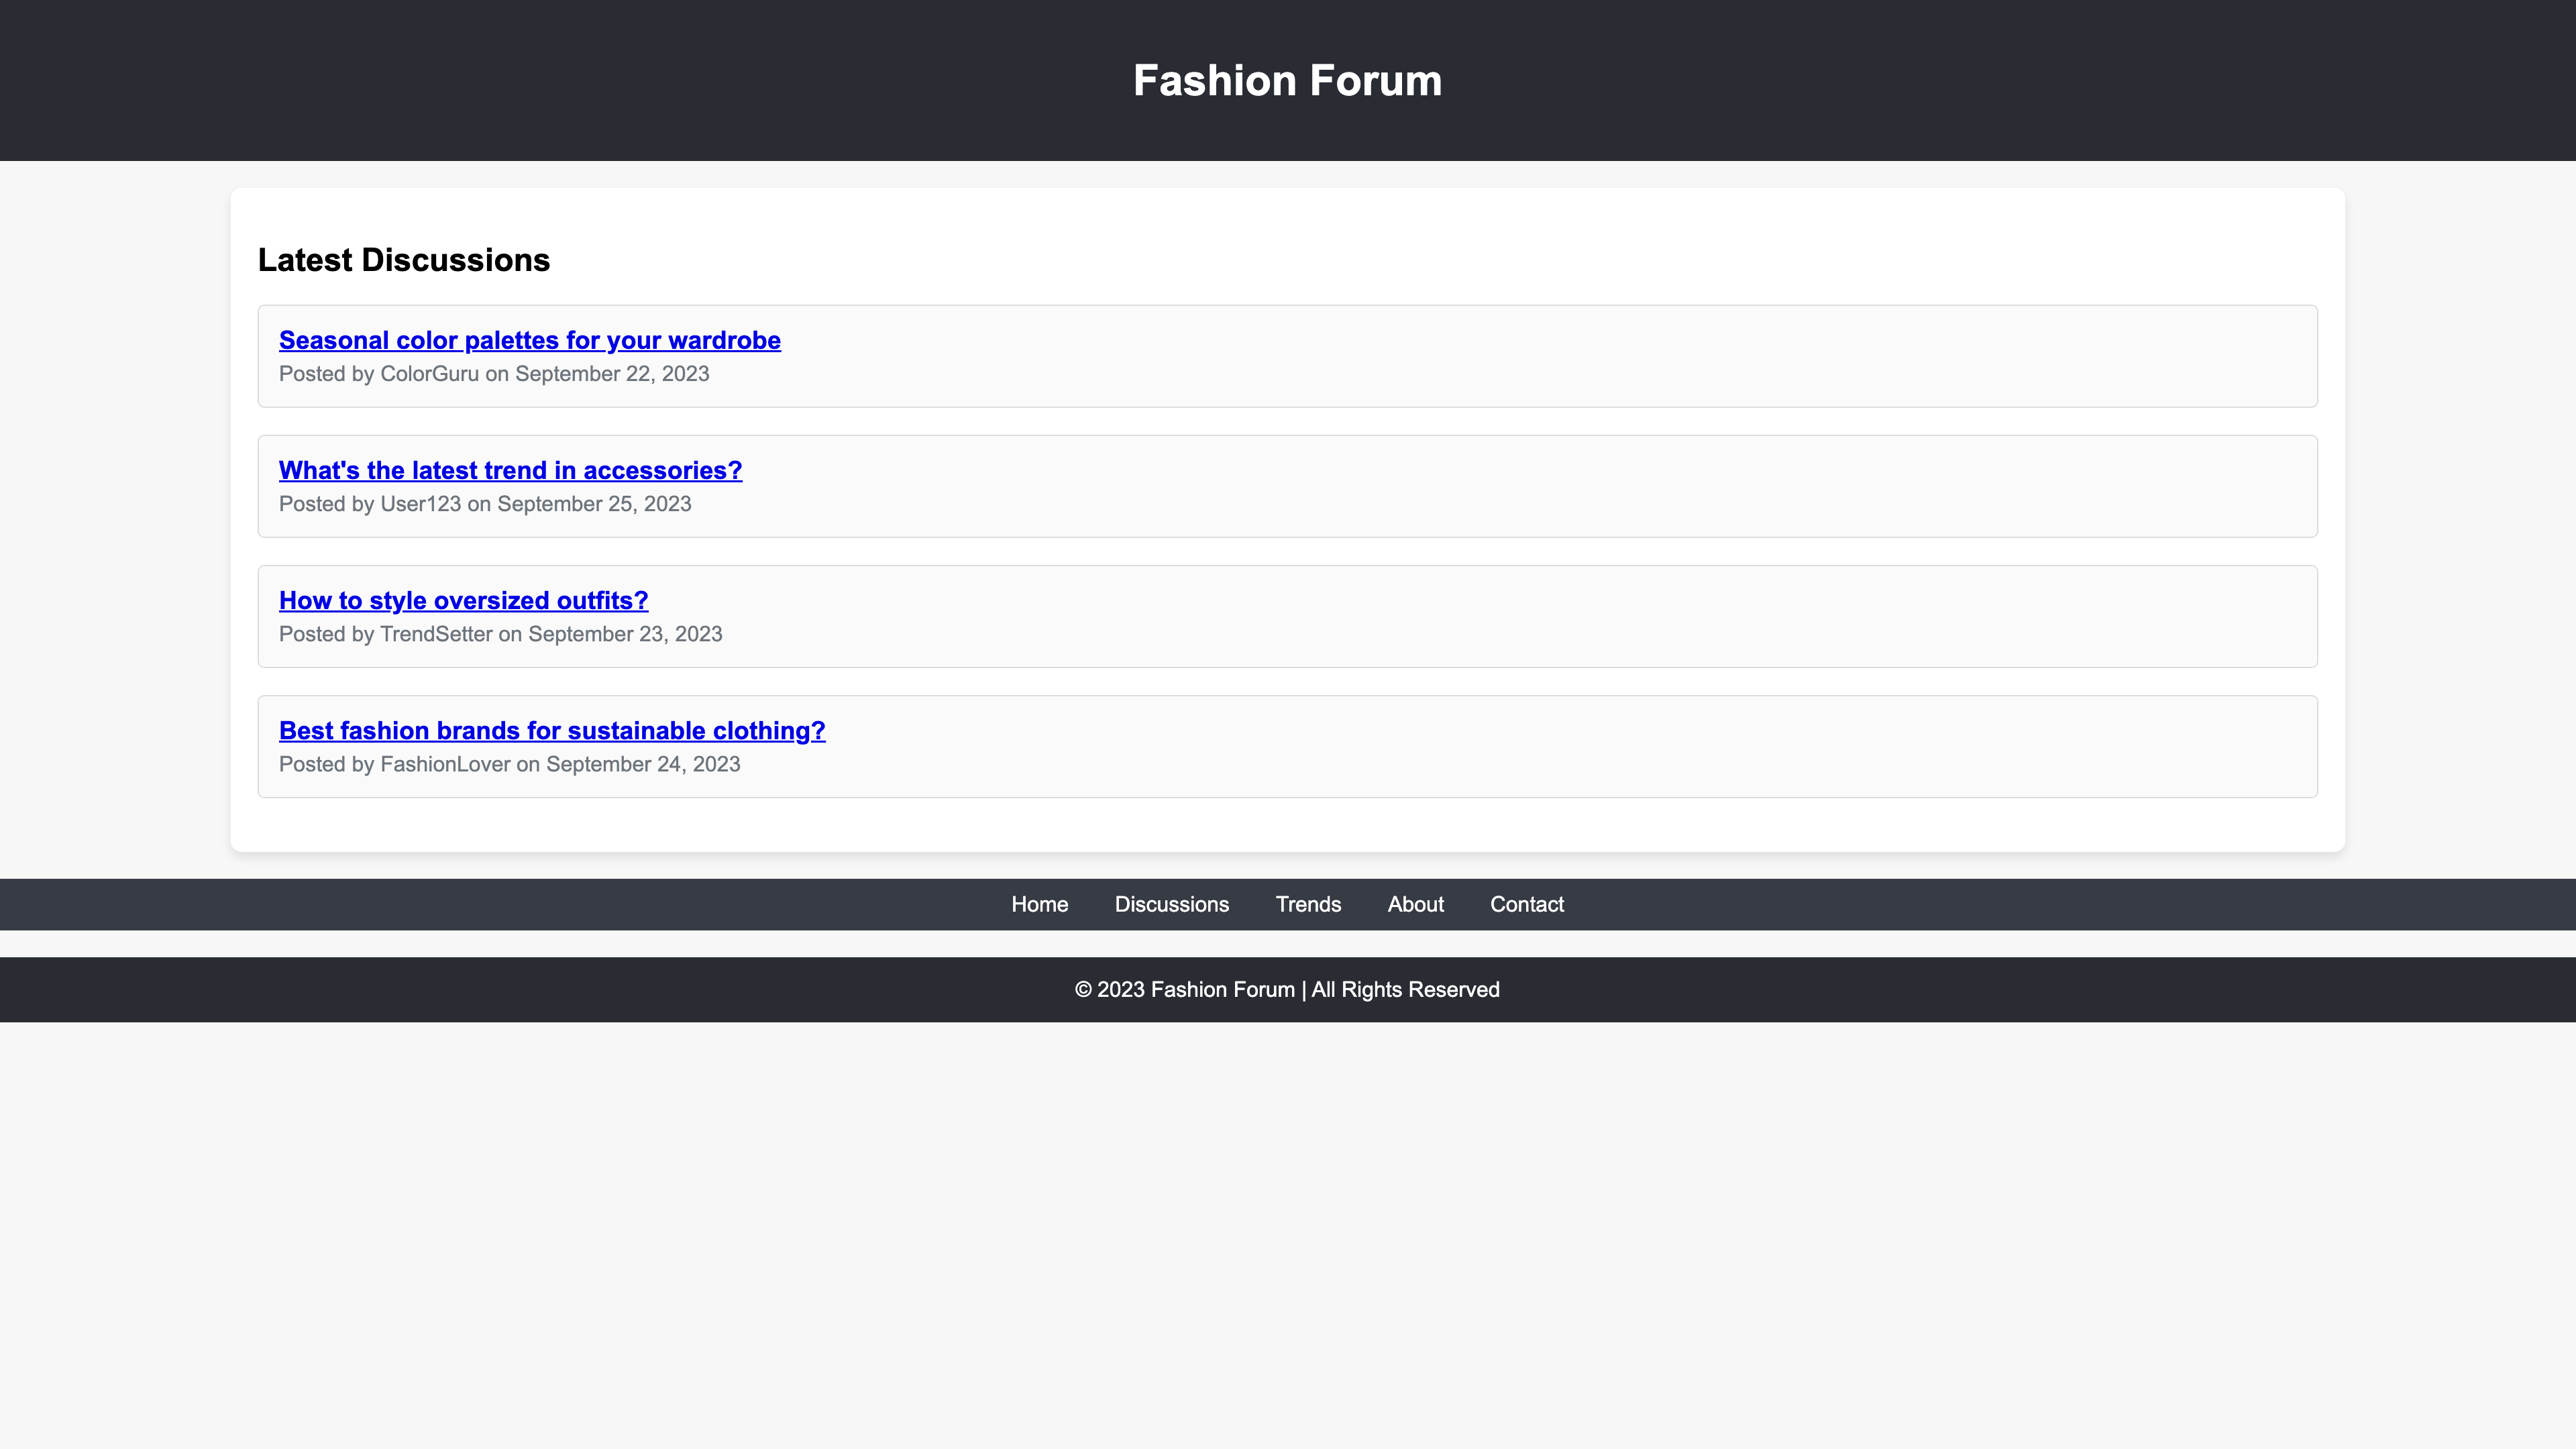 Fashion Forum
Latest Discussions
Seasonal color palettes for your wardrobe
Posted by ColorGuru on September 22, 2023
What's the latest trend in accessories?
Posted by User123 on September 25, 2023
How to style oversized outfits?
Posted by TrendSetter on September 23, 2023
Best fashion brands for sustainable clothing?
Posted by FashionLover on September 24, 2023
Home Discussions Trends About Contact
© 2023 Fashion Forum | All Rights Reserved